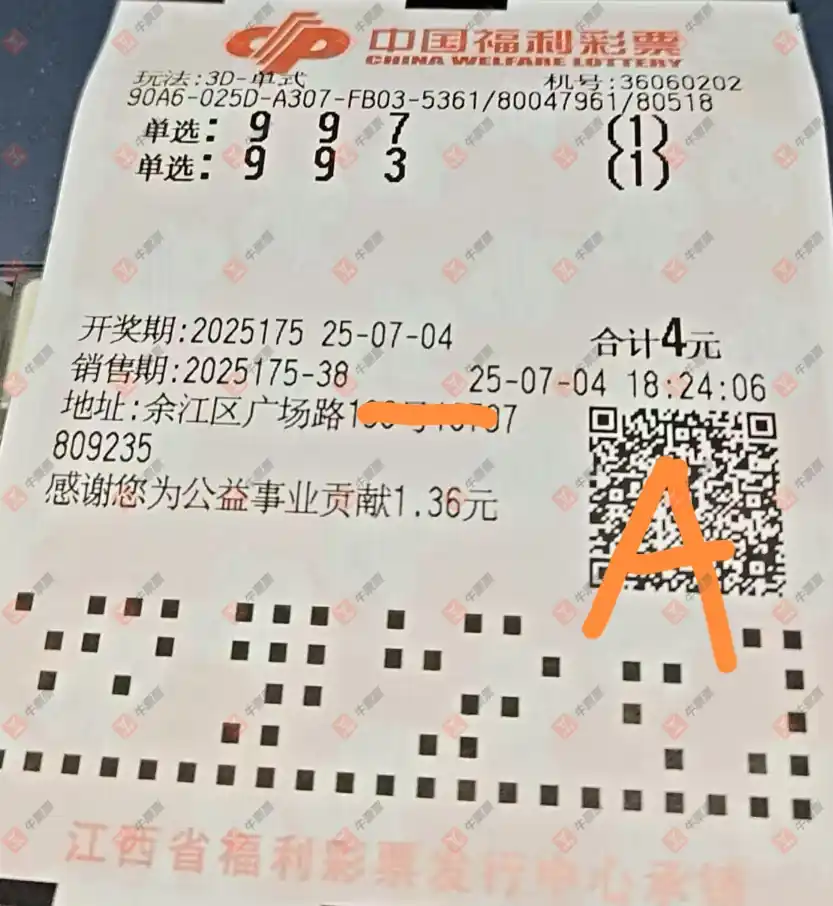 中国福利彩票
CHINA WELFARE LOTTERY
玩法:3D-单式 机号:36060202
90A6-025D-A307-FB03-5361/80047961/80518
单选: 9 9 7 (1)
单选: 9 9 3 (1)
开奖期:2025175 25-07-04 合计4元
销售期:2025175-38 25-07-04 18:24:06
地址:余江区广场路1
809235
感谢您为公益事业贡献1.36元
A
江西省福利彩票发行中心承销
牛票票